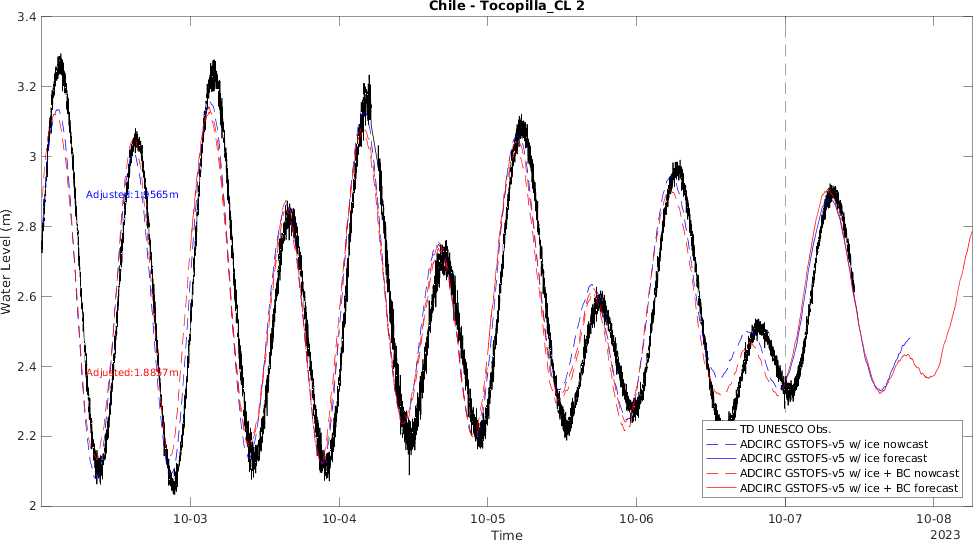 Chile - Tocopilla_CL 2
3.4
3.2
3
2.8
2.6
2.4
2.2
2
Water Level (m)
Adjusted:1.9565m
Adjusted:1.8857m
10-03
10-04
10-05
10-06
10-07
10-08
Time
2023
TD UNESCO Obs.
ADCIRC GSTOFS-v5 w/ ice nowcast
ADCIRC GSTOFS-v5 w/ ice forecast
ADCIRC GSTOFS-v5 w/ ice + BC nowcast
ADCIRC GSTOFS-v5 w/ ice + BC forecast